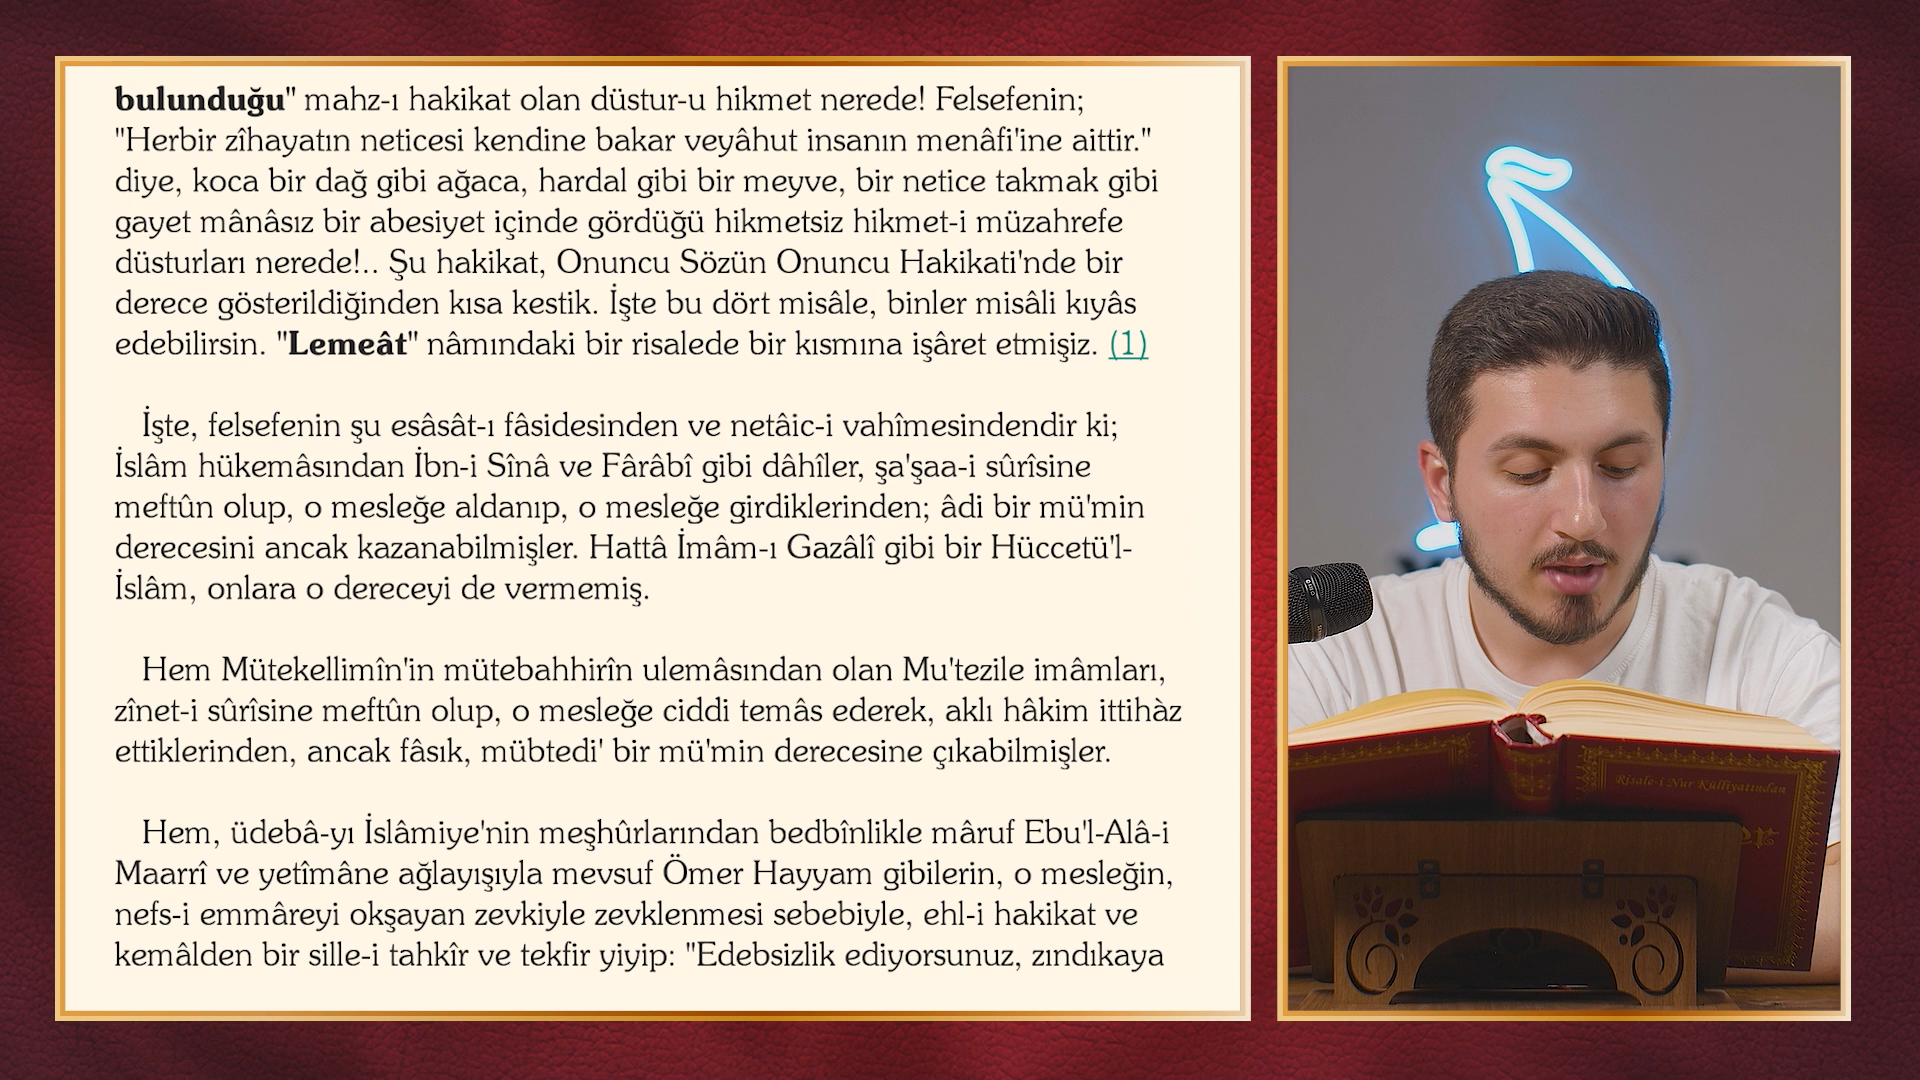 bulunduğu" mahz-ı hakikat olan düstur-u hikmet nerede! Felsefenin;
"Herbir zîhayatın neticesi kendine bakar veyâhut insanın menâfi'ine aittir."
diye, koca bir dağ gibi ağaca, hardal gibi bir meyve, bir netice takmak gibi
gayet mânâsız bir abesiyet içinde gördüğü hikmetsiz hikmet-i müzahrefe
düsturları nerede!.. Şu hakikat, Onuncu Sözün Onuncu Hakikati'nde bir
derece gösterildiğinden kısa kestik. İşte bu dört misâle, binler misâli kıyâs
edebilirsin. "Lemeât" nâmındaki bir risalede bir kısmına işâret etmişiz. (1)
İşte, felsefenin şu esâsât-ı fâsidesinden ve netâic-i vahîmesindendir ki;
İslâm hükemâsından İbn-i Sînâ ve Fârâbî gibi dâhîler, şa'şaa-i sûrîsine
meftûn olup, o mesleğe aldanıp, o mesleğe girdiklerinden; âdi bir mü'min
derecesini ancak kazanabilmişler. Hattâ İmâm-ı Gazâlî gibi bir Hüccetü'l-
İslâm, onlara o dereceyi de vermemiş.
Hem Mütekellimîn'in mütebahhirîn ulemâsından olan Mu'tezile imâmları,
zînet-i sûrîsine meftûn olup, o mesleğe ciddi temâs ederek, aklı hâkim ittihàz
ettiklerinden, ancak fâsık, mübtedi' bir mü'min derecesine çıkabilmişler.
Hem, üdebâ-yı İslâmiye'nin meşhûrlarından bedbînlikle mâruf Ebu'l-Alâ-i
Maarrî ve yetîmâne ağlayışıyla mevsuf Ömer Hayyam gibilerin, o mesleğin,
nefs-i emmâreyi okşayan zevkiyle zevklenmesi sebebiyle, ehl-i hakikat ve
kemâlden bir sille-i tahkîr ve tekfir yiyip: "Edebsizlik ediyorsunuz, zındıkaya
Risale-i Nur Külliyatından